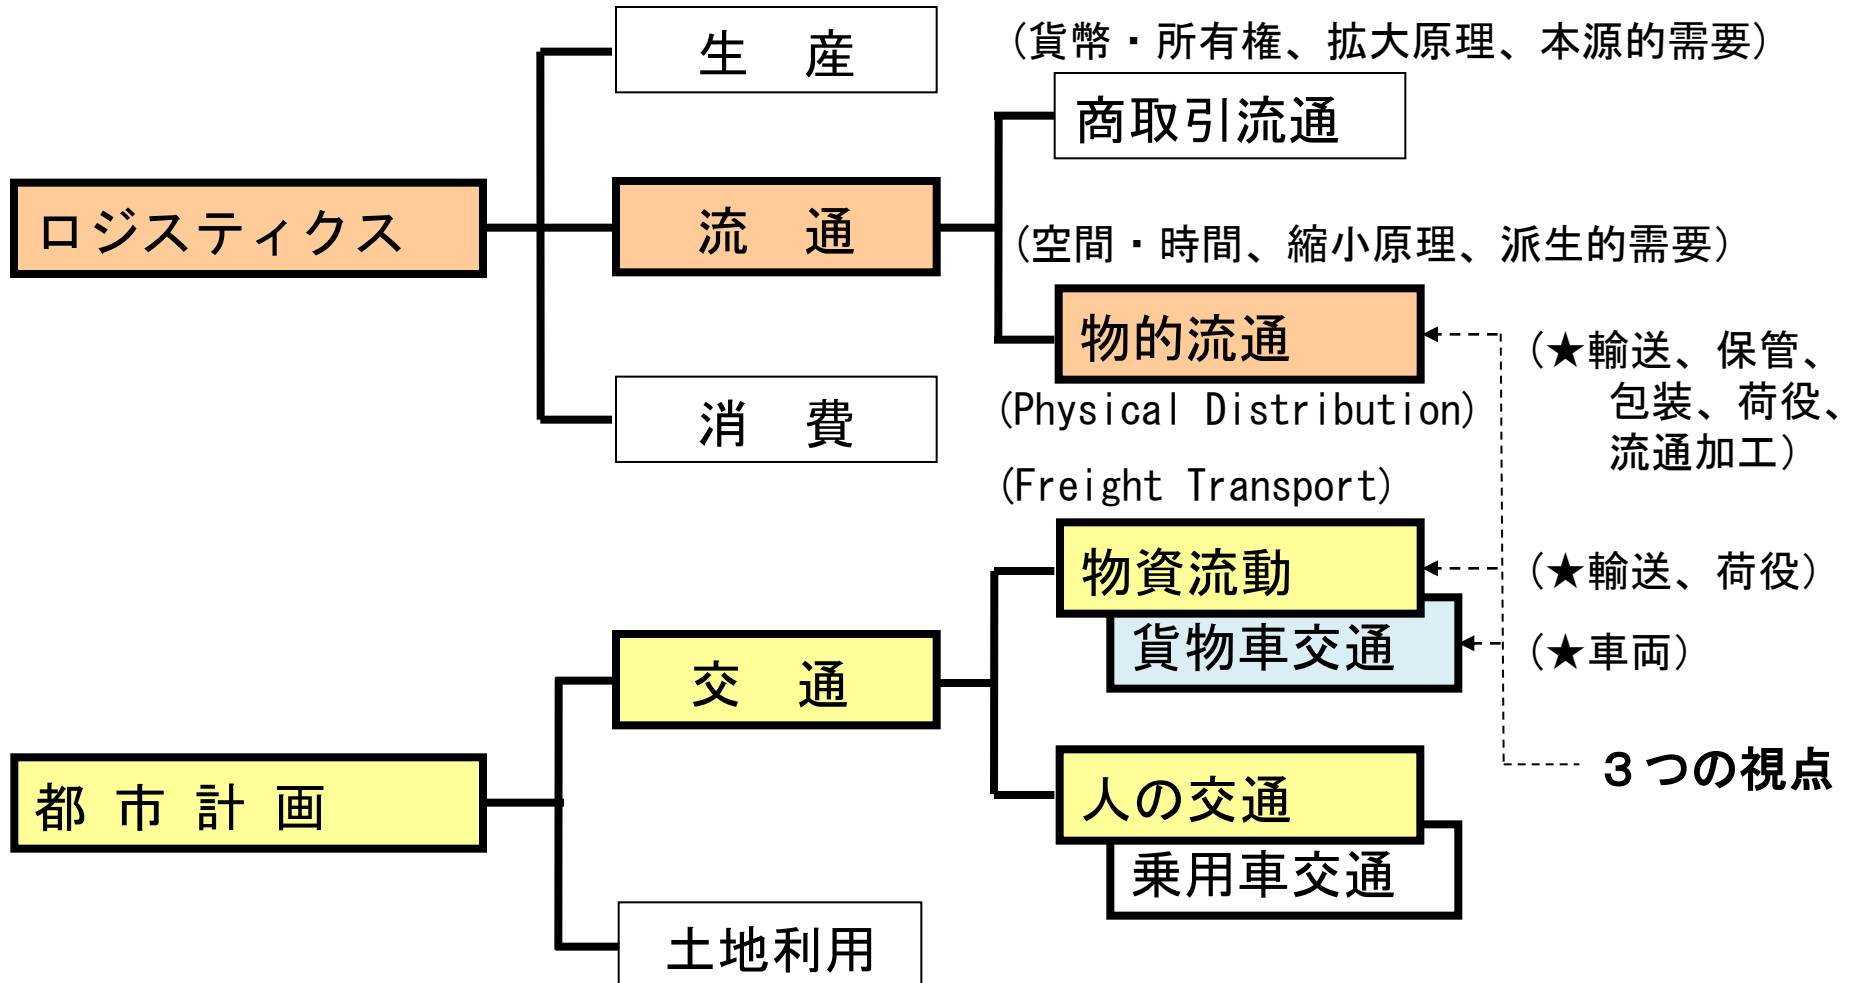 生　産
(貨幣・所有権、拡大原理、本源的需要)
商取引流通
ロジスティクス
流　通
(空間・時間、縮小原理、派生的需要)
物的流通
(★輸送、保管、
包装、荷役、
流通加工)
消　費
(Physical Distribution)
(Freight Transport)
物資流動
(★輸送、荷役)
貨物車交通
(★車両)
交　通
都 市 計 画
人の交通
３つの視点
乗用車交通
土地利用